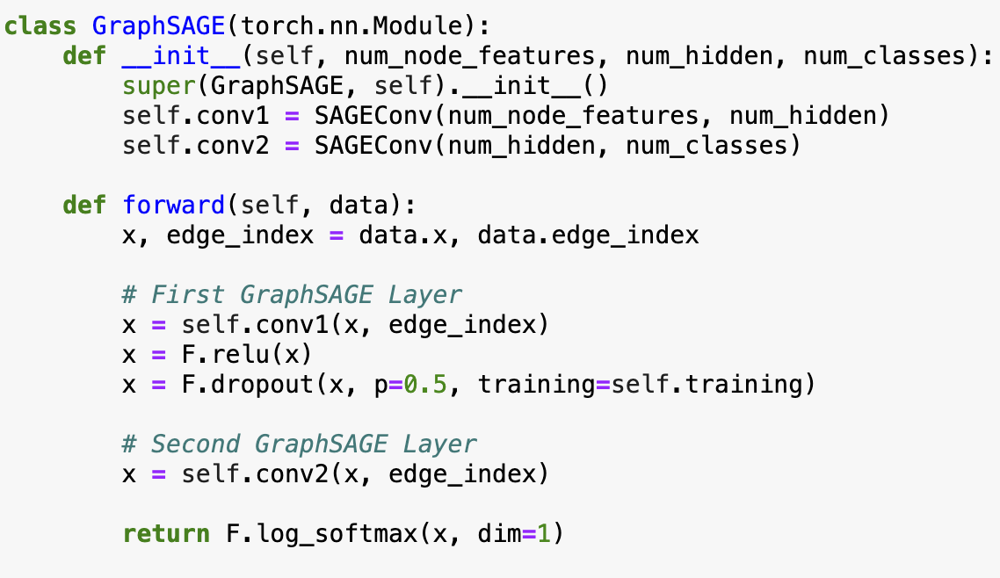 class GraphSAGE(torch.nn.Module):
    def __init__(self, num_node_features, num_hidden, num_classes):
        super(GraphSAGE, self).__init__()
        self.conv1 = SAGEConv(num_node_features, num_hidden)
        self.conv2 = SAGEConv(num_hidden, num_classes)

    def forward(self, data):
        x, edge_index = data.x, data.edge_index

        # First GraphSAGE Layer
        x = self.conv1(x, edge_index)
        x = F.relu(x)
        x = F.dropout(x, p=0.5, training=self.training)

        # Second GraphSAGE Layer
        x = self.conv2(x, edge_index)

        return F.log_softmax(x, dim=1)